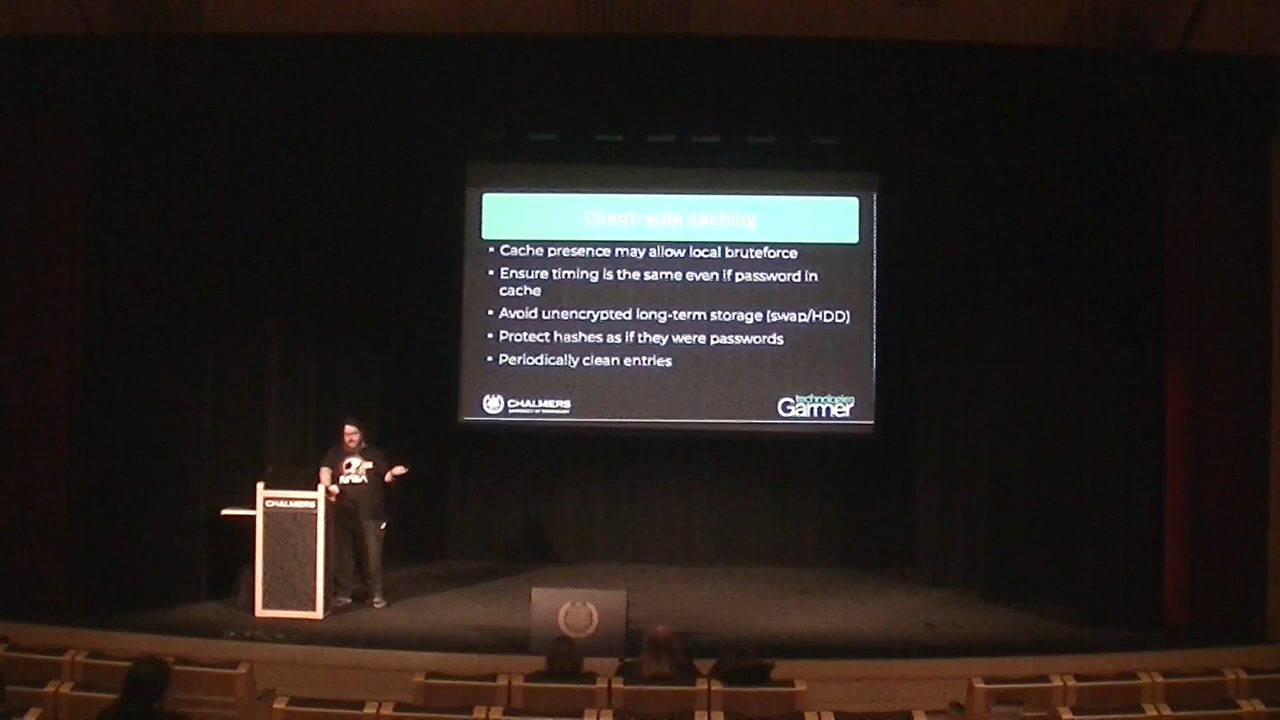 Client-side caching
Cache presence may allow local bruteforce
Ensure timing is the same even if password in
cache
Avoid unencrypted long-term storage (swap/HDD)
Protect hashes as if they were passwords
Periodically clean entries
CHALMERS
technologies
Garmer
CHALMERS